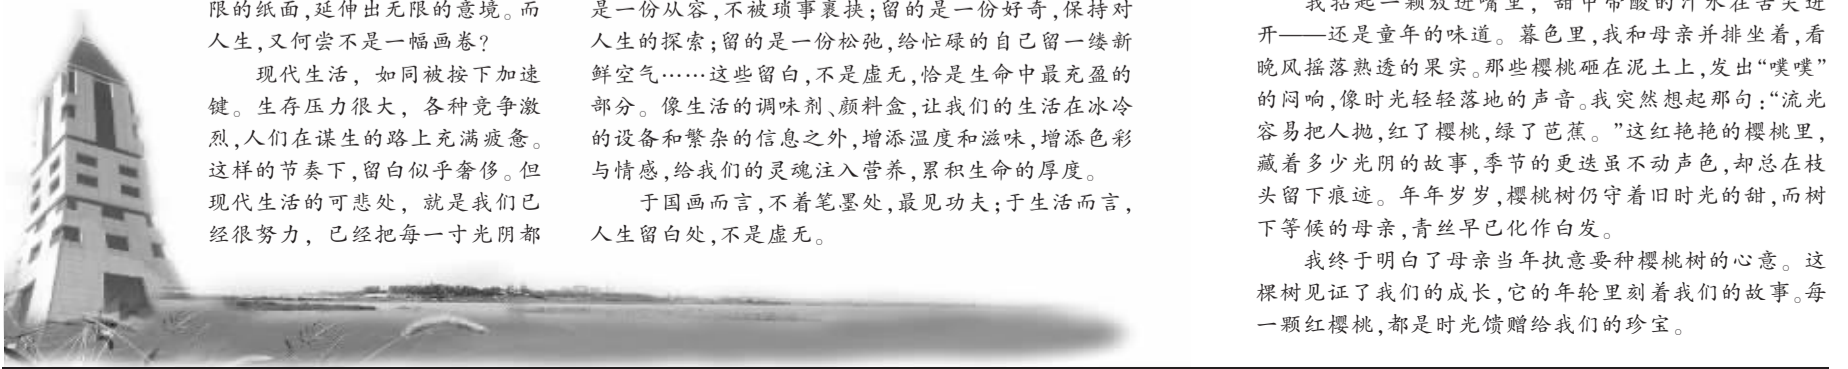 限的纸面,延伸出无限的意境。而
人生,又何尝不是一幅画卷?
现代生活，如同被按下加速
键。生存压力很大，各种竞争激
烈,人们在谋生的路上充满疲惫。
这样的节奏下,留白似乎奢侈。但
现代生活的可悲处，就是我们已
经很努力，已经把每一寸光阴都
是一份从容,不被琐事裹挟;留的是一份好奇,保持对
人生的探索;留的是一份松弛,给忙碌的自己留一缕新
鲜空气……这些留白,不是虚无,恰是生命中最充盈的
部分。像生活的调味剂、颜料盒,让我们的生活在冰冷
的设备和繁杂的信息之外,增添温度和滋味,增添色彩
与情感,给我们的灵魂注入营养,累积生命的厚度。
于国画而言,不着笔墨处,最见功夫;于生活而言,
人生留白处,不是虚无。
我拈起一颗放进嘴里，甜中带酸的汁水在舌尖迸
开——还是童年的味道。暮色里,我和母亲并排坐着,看
晚风摇落熟透的果实。那些樱桃砸在泥土上,发出“噗噗”
的闷响,像时光轻轻落地的声音。我突然想起那句:“流光
容易把人抛,红了樱桃,绿了芭蕉。”这红艳艳的樱桃里,
藏着多少光阴的故事,季节的更迭虽不动声色,却总在枝
头留下痕迹。年年岁岁,樱桃树仍守着旧时光的甜,而树
下等候的母亲,青丝早已化作白发。
我终于明白了母亲当年执意要种樱桃树的心意。这
棵树见证了我们的成长,它的年轮里刻着我们的故事。每
一颗红樱桃,都是时光馈赠给我们的珍宝。